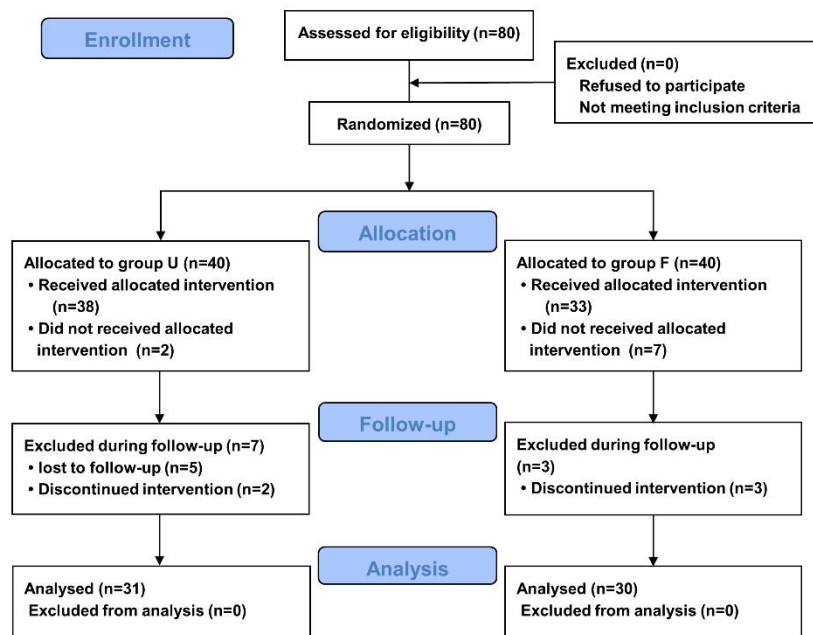 Enrollment
Assessed for eligibility (n=80)
Excluded (n=0)
Refused to participate
Not meeting inclusion criteria
Randomized (n=80)
Allocation
Allocated to group U (n=40)
• Received allocated intervention
(n=38)
• Did not received allocated
intervention (n=2)
Allocated to group F (n=40)
• Received allocated intervention
(n=33)
• Did not received allocated
intervention (n=7)
Follow-up
Excluded during follow-up (n=7)
• lost to follow-up (n=5)
• Discontinued intervention (n=2)
Excluded during follow-up
(n=3)
• Discontinued intervention (n=3)
Analysis
Analysed (n=31)
Excluded from analysis (n=0)
Analysed (n=30)
Excluded from analysis (n=0)